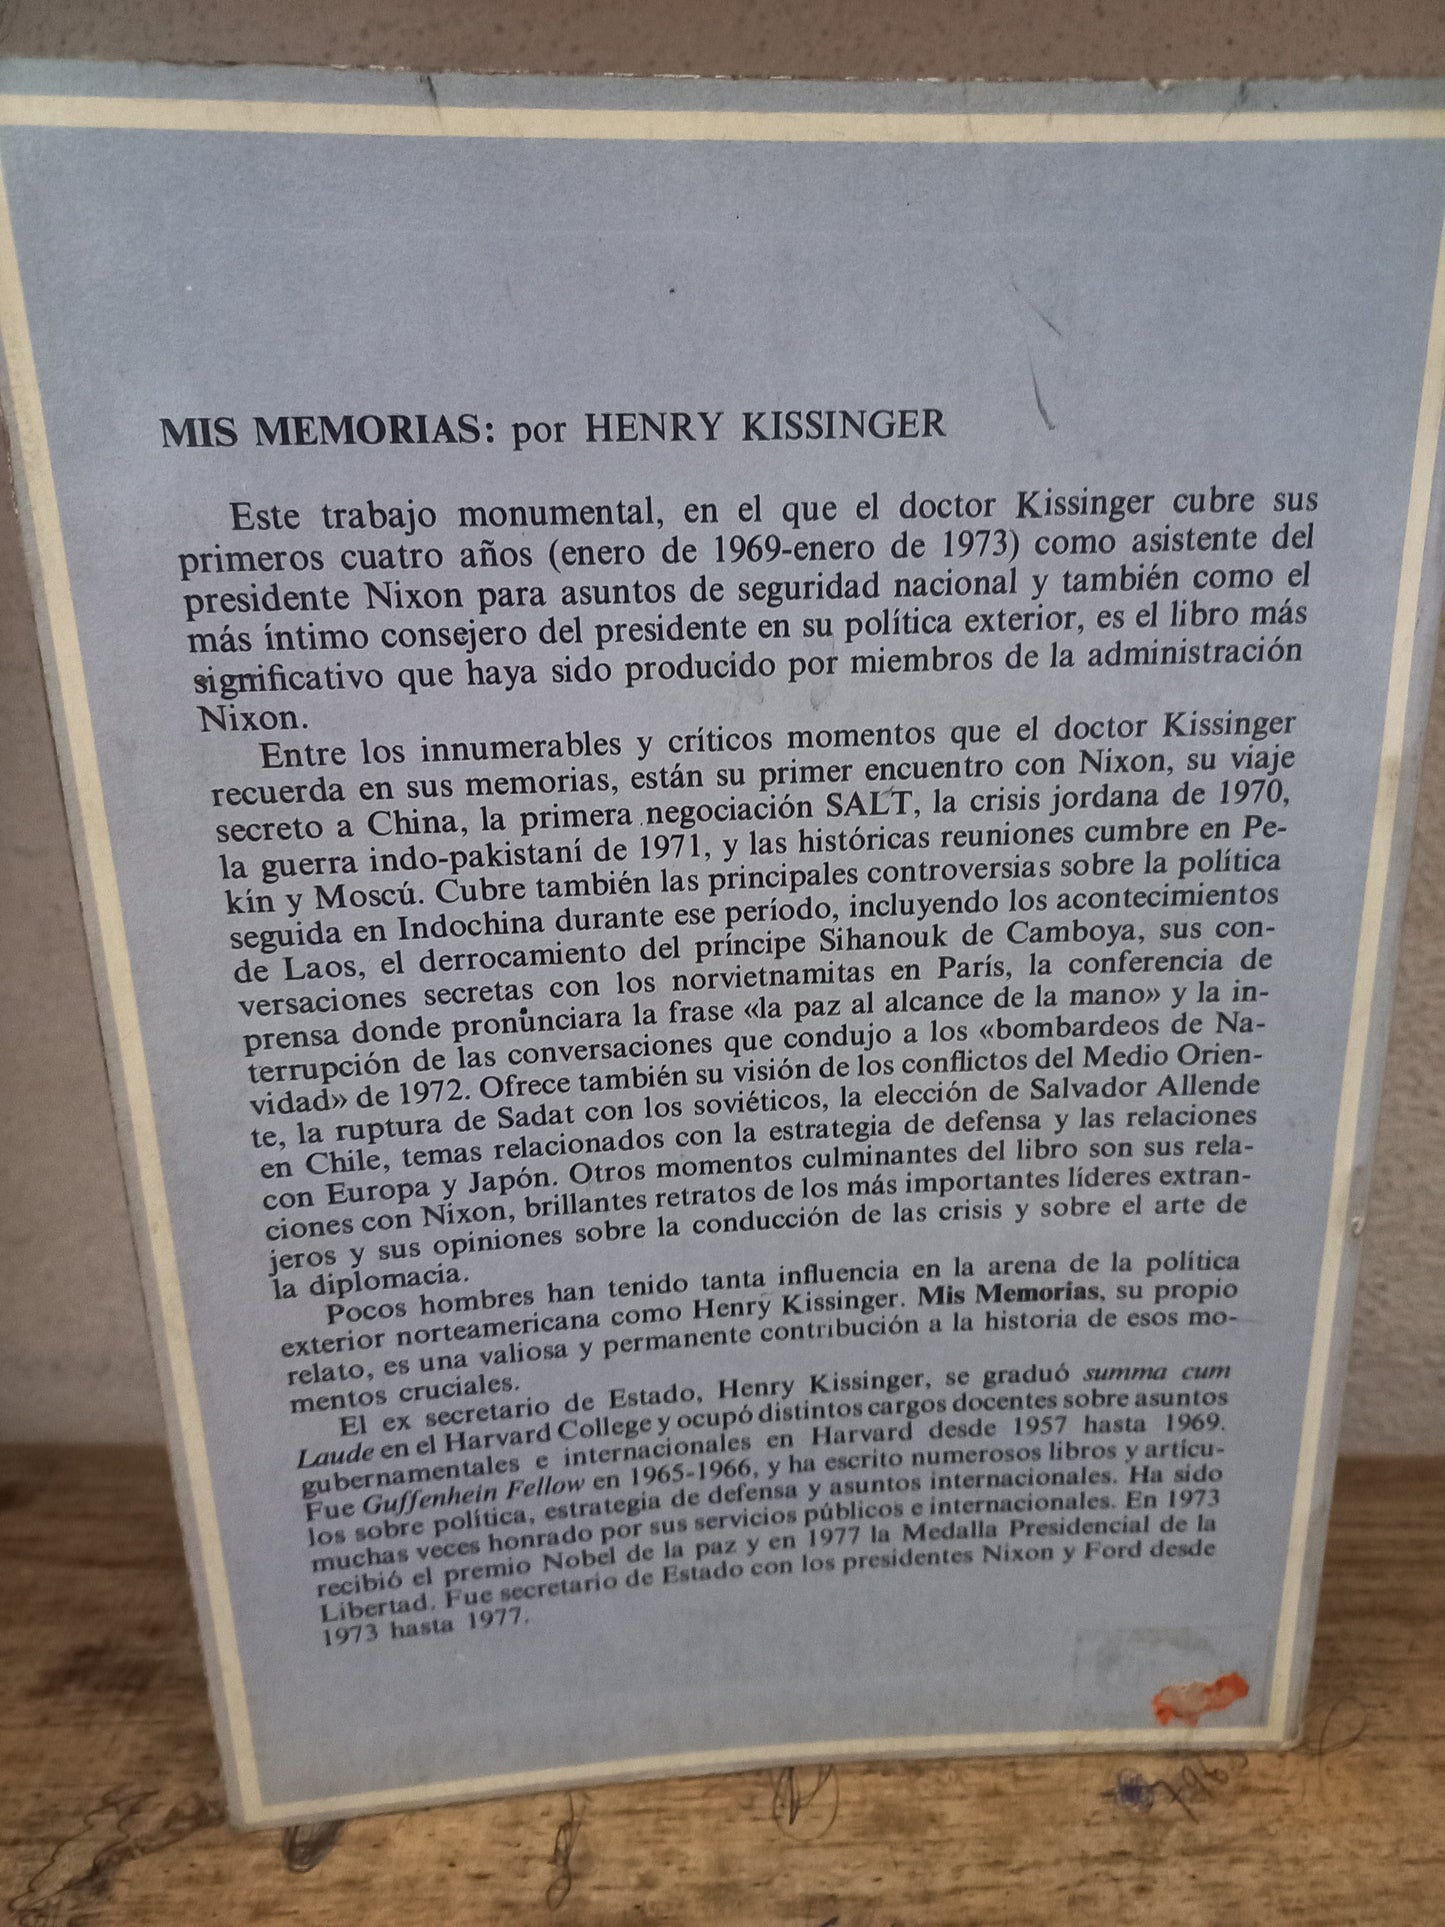 MIS MEMORIAS: por HENRY KISSINGER
Este trabajo monumental, en el que el doctor Kissinger cubre sus
primeros cuatro años (enero de 1969-enero de 1973) como asistente del
presidente Nixon para asuntos de seguridad nacional y también como el
más íntimo consejero del presidente en su política exterior, es el libro más
significativo que haya sido producido por miembros de la administración
Nixon.
Entre los innumerables y críticos momentos que el doctor Kissinger
recuerda en sus memorias, están su primer encuentro con Nixon, su viaje
secreto a China, la primera negociación SALT, la crisis jordana de 1970,
la guerra indo-pakistaní de 1971, y las históricas reuniones cumbre en Pe-
kín y Moscú. Cubre también las principales controversias sobre la política
seguida en Indochina durante ese período, incluyendo los acontecimientos
de Laos, el derrocamiento del príncipe Sihanouk de Camboya, sus con-
versaciones secretas con los norvietnamitas en París, la conferencia de
prensa donde pronunciara la frase «la paz al alcance de la mano» y la in-
terrupción de las conversaciones que condujo a los «bombardeos de Na-
vidad» de 1972. Ofrece también su visión de los conflictos del Medio Orien-
te, la ruptura de Sadat con los soviéticos, la elección de Salvador Allende
en Chile, temas relacionados con la estrategia de defensa y las relaciones
con Europa y Japón. Otros momentos culminantes del libro son sus rela-
ciones con Nixon, brillantes retratos de los más importantes líderes extran-
jeros y sus opiniones sobre la conducción de las crisis y sobre el arte de
la diplomacia.
Pocos hombres han tenido tanta influencia en la arena de la política
exterior norteamericana como Henry Kissinger. Mis Memorias, su propio
relato, es una valiosa y permanente contribución a la historia de esos mo-
mentos cruciales.
El ex secretario de Estado, Henry Kissinger, se graduó summa cum
Laude en el Harvard College y ocupó distintos cargos docentes sobre asuntos
gubernamentales e internacionales en Harvard desde 1957 hasta 1969.
Fue Guffenhein Fellow en 1965-1966, y ha escrito numerosos libros y artícu-
los sobre política, estrategia de defensa y asuntos internacionales. Ha sido
muchas veces honrado por sus servicios públicos e internacionales. En 1973
recibió el premio Nobel de la paz y en 1977 la Medalla Presidencial de la
Libertad. Fue secretario de Estado con los presidentes Nixon y Ford desde
1973 hasta 1977.